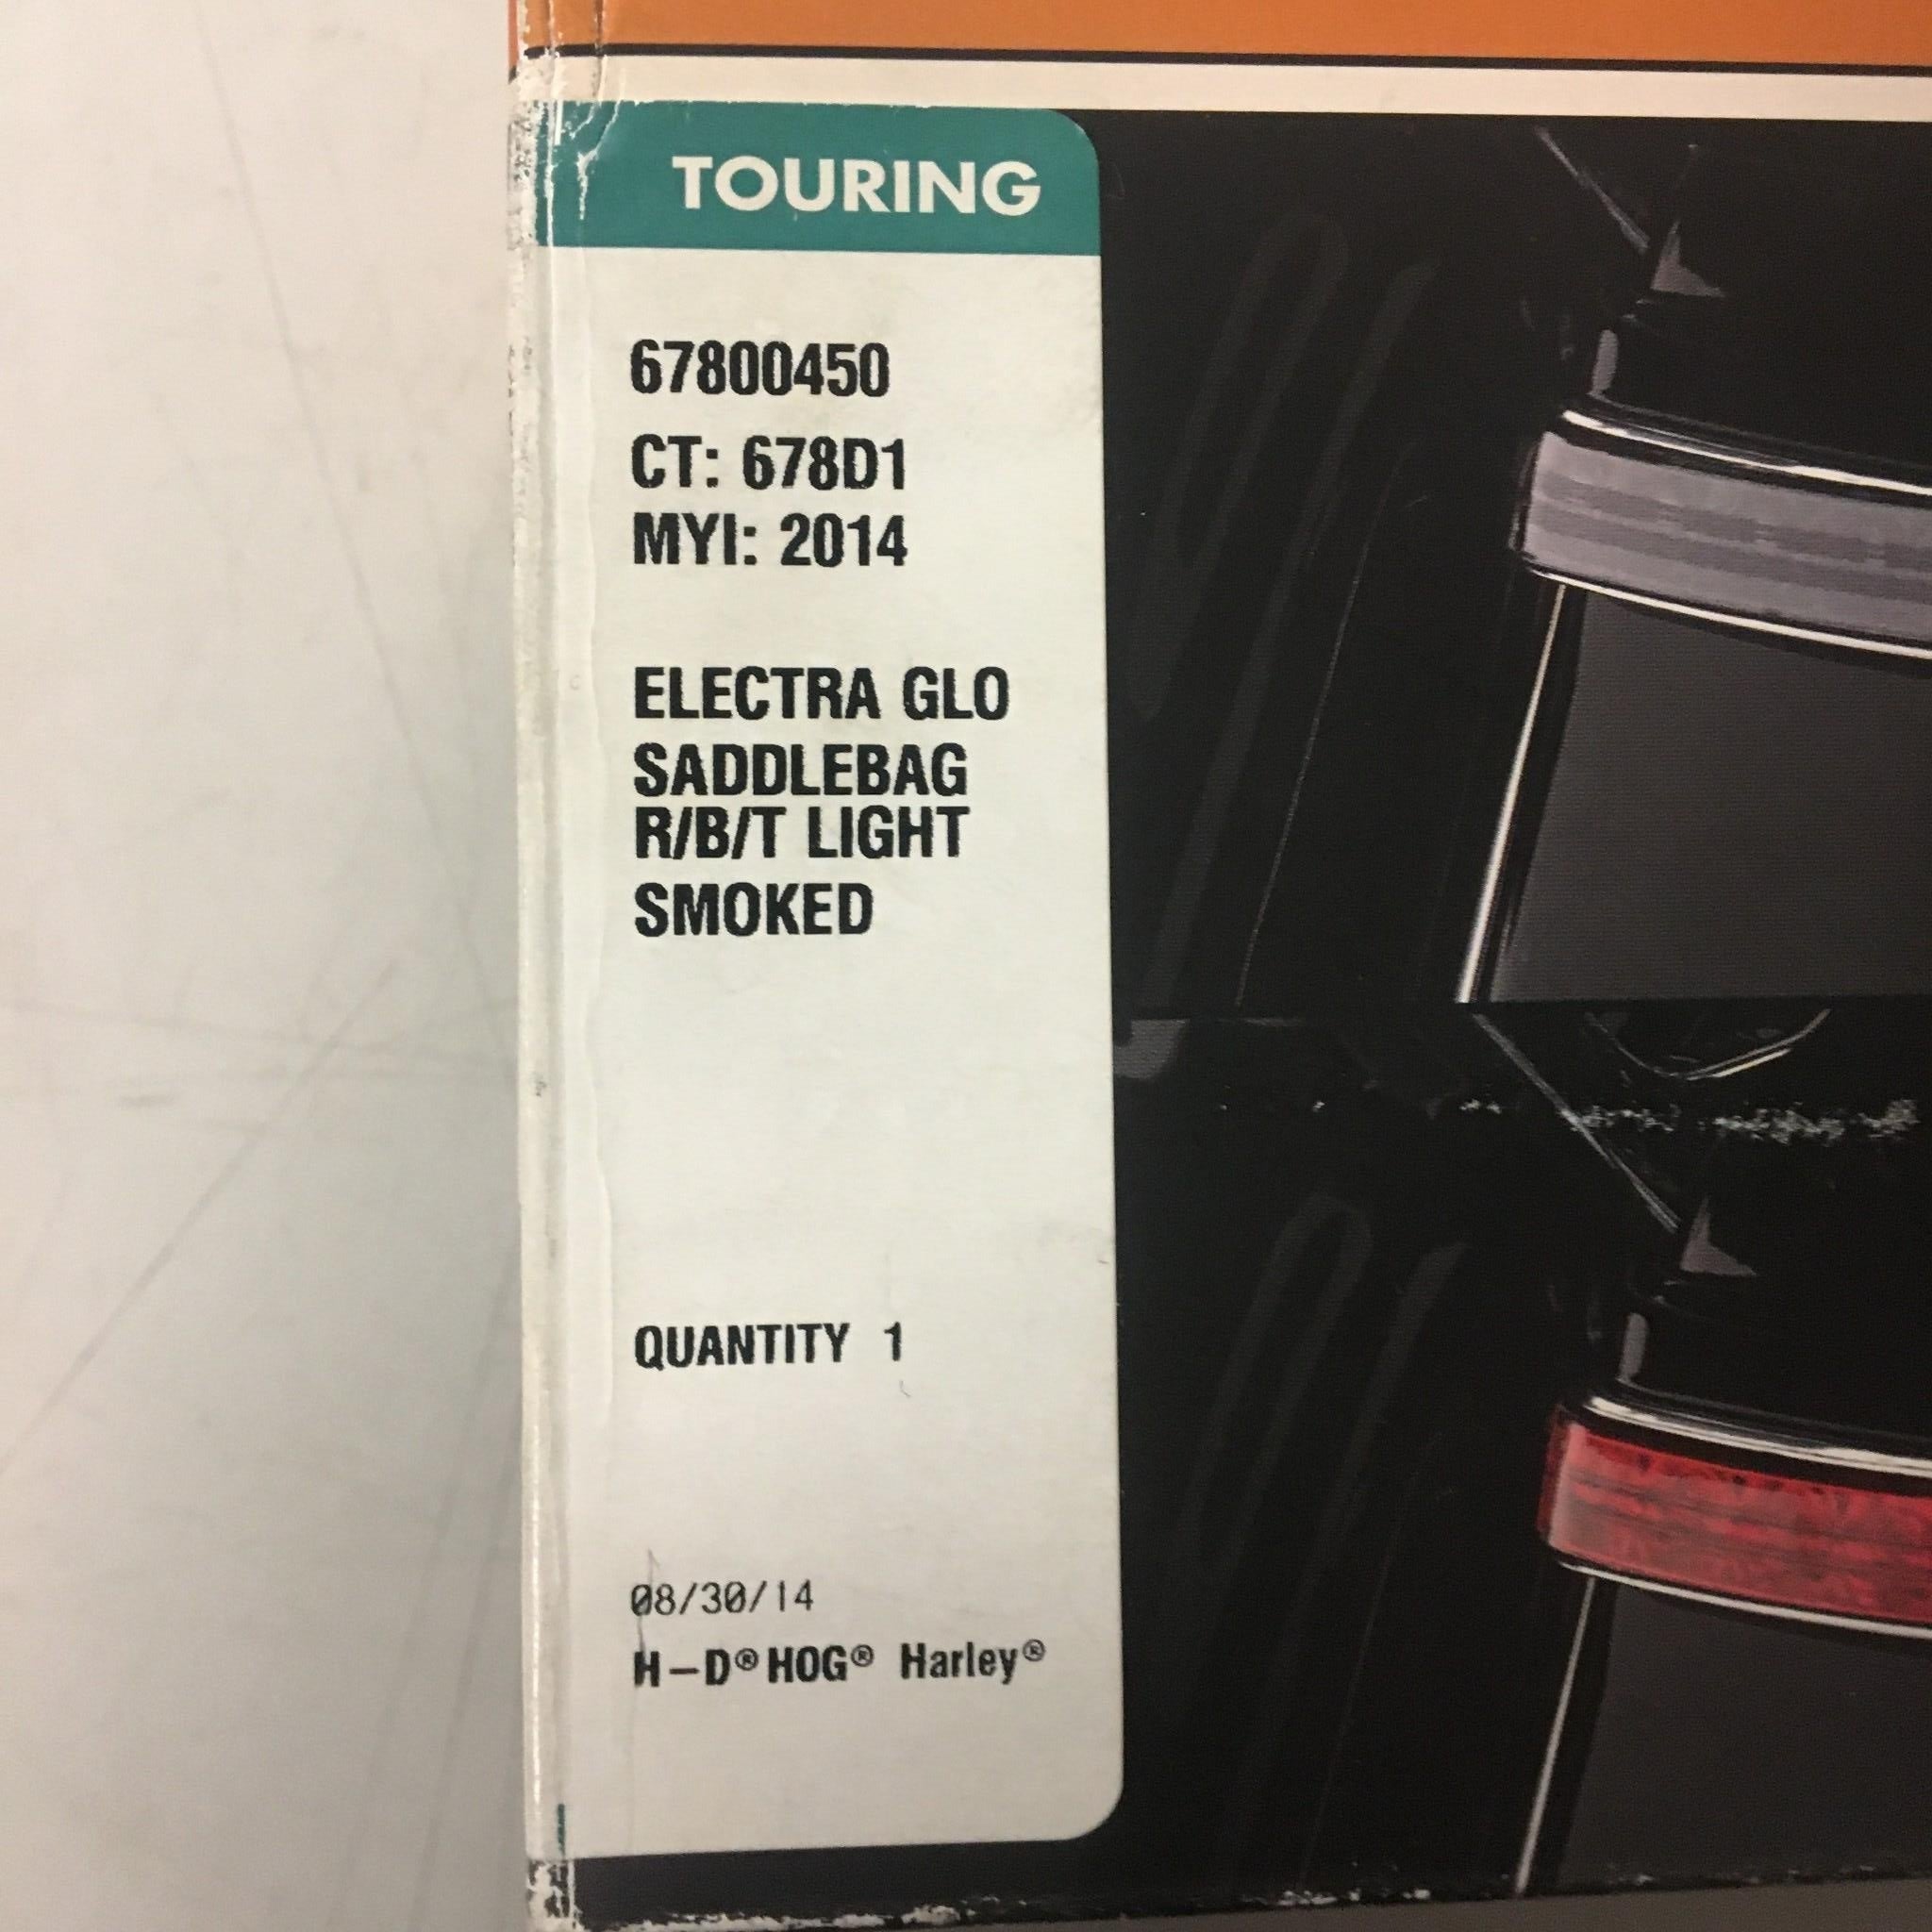 TOURING
67800450
CT: 678D1
MYI: 2014
ELECTRA GLO
SADDLEBAG
R/B/T LIGHT
SMOKED
QUANTITY 1
08/30/14
H-D® HOG® Harley®